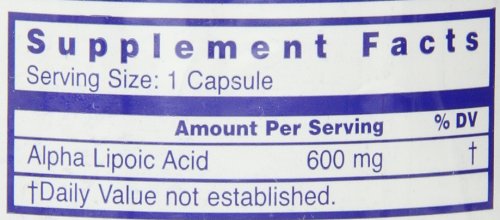 Supplement Facts
Serving Size: 1 Capsule
Amount Per Serving % DV
Alpha Lipoic Acid 600 mg †
†Daily Value not established.